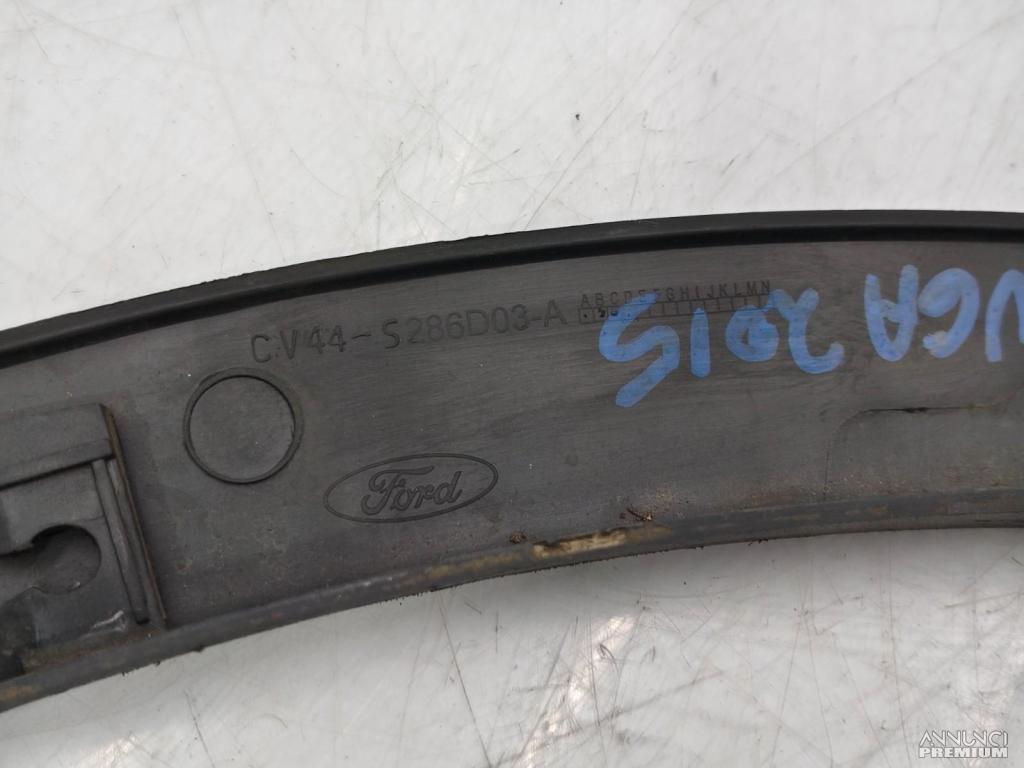 CV44-S286D03-A
ABCDEFGHIJKLMN
UGA 2015
Ford
ANNUNCI
PREMIUM